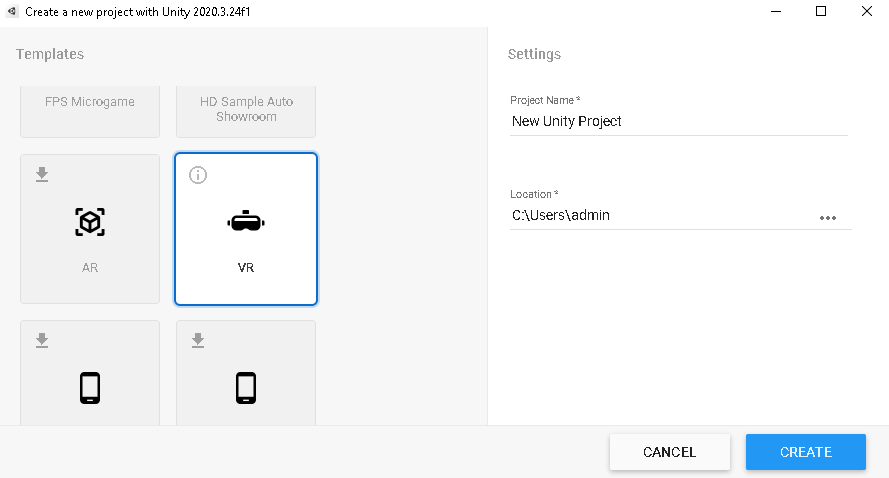 Create a new project with Unity 2020.3.24f1
Templates
FPS Microgame
HD Sample Auto
Showroom
AR
VR
Settings
Project Name *
New Unity Project
Location *
C:\Users\admin
CANCEL
CREATE